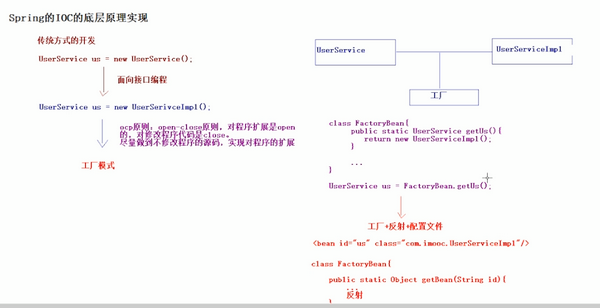 Spring的IOC的底层原理实现
传统方式的开发
UserService us = new UserService();
面向接口编程
UserService us = new UserSerivceImpl();
ocp原则：open-close原则，对程序扩展是open
的，对修改程序代码是close。
尽量做到不修改程序的源码，实现对程序的扩展
工厂模式
UserService
UserServiceImpl
工厂
class FactoryBean{
public static UserService getUs(){
return new UserServiceImpl();
}
...
}
UserService us = FactoryBean.getUs();
工厂+反射+配置文件
<bean id="us" class="com.imooc.UserServiceImpl"/>
class FactoryBean{
public static Object getBean(String id){
...
反射
}